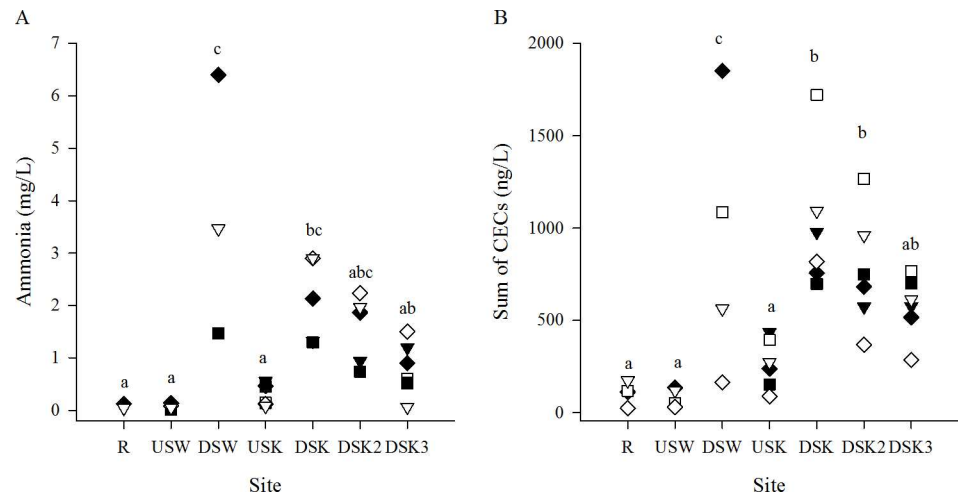 A
Ammonia (mg/L)
7
6
5
4
3
2
1
0
c
bc
abc
ab
a
a a
R USW DSW USK DSK DSK2 DSK3
Site
B
Sum of CECs (ng/L)
2000
1500
1000
500
0
c
b
b
ab
a
a a
R USW DSW USK DSK DSK2 DSK3
Site